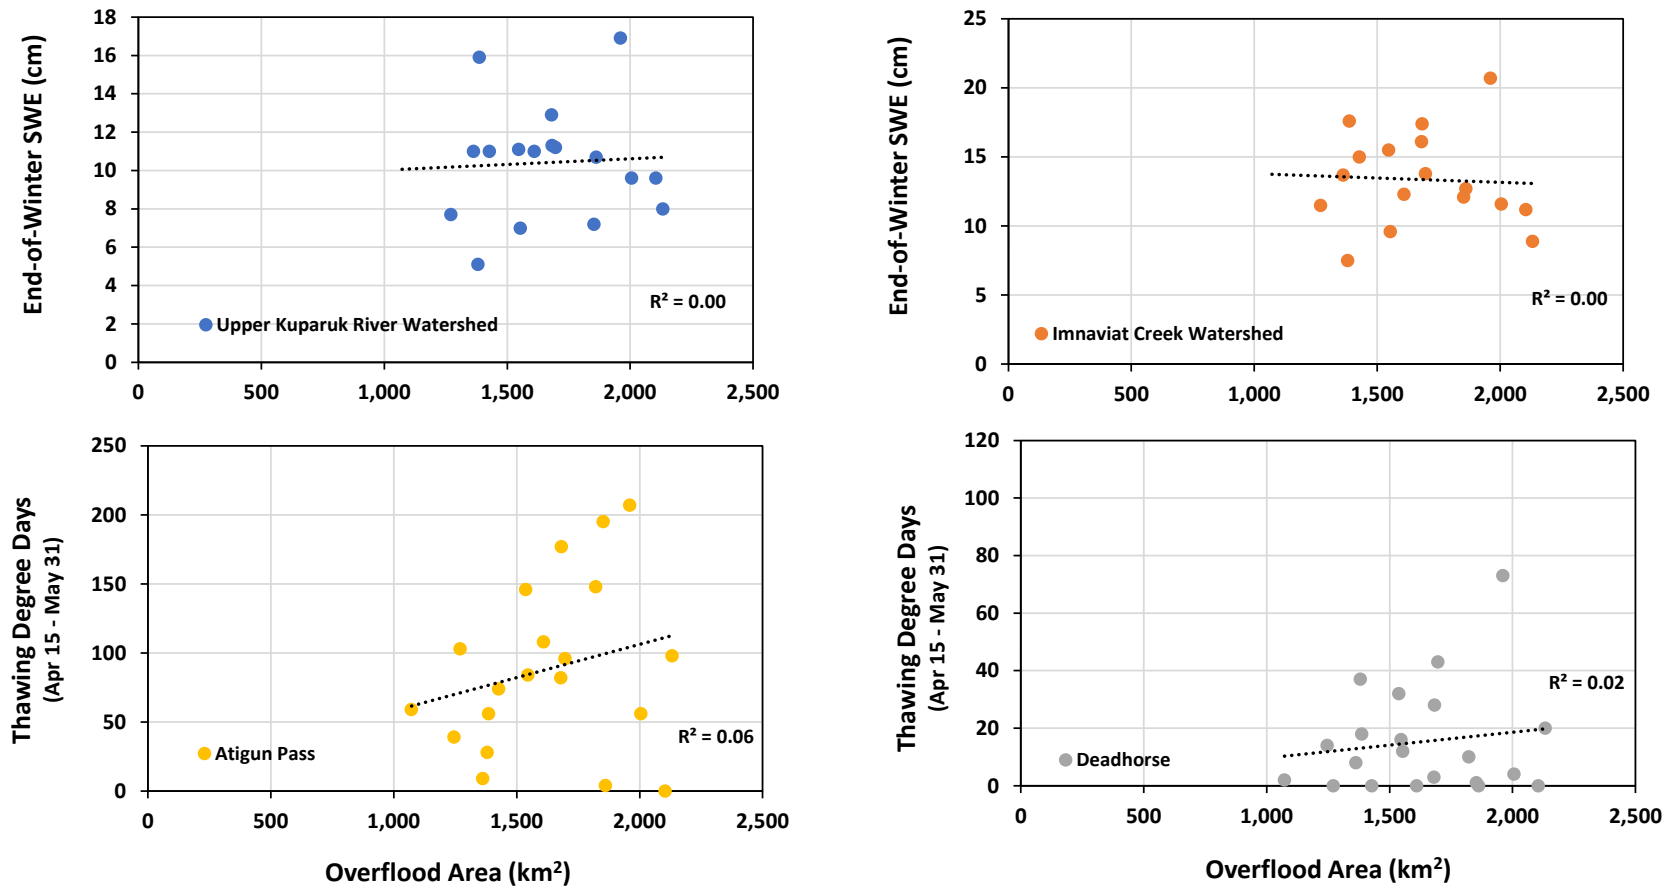 End-of-Winter SWE (cm)
18
16
14
12
10
8
6
4
2
0
R² = 0.00
Upper Kuparuk River Watershed
0 500 1,000 1,500 2,000 2,500
End-of-Winter SWE (cm)
25
20
15
10
5
0
R² = 0.00
Imnaviat Creek Watershed
0 500 1,000 1,500 2,000 2,500
Thawing Degree Days
(Apr 15 - May 31)
250
200
150
100
50
0
R² = 0.06
Atigun Pass
0 500 1,000 1,500 2,000 2,500
Overflood Area (km²)
Thawing Degree Days
(Apr 15 - May 31)
120
100
80
60
40
20
0
R² = 0.02
Deadhorse
0 500 1,000 1,500 2,000 2,500
Overflood Area (km²)